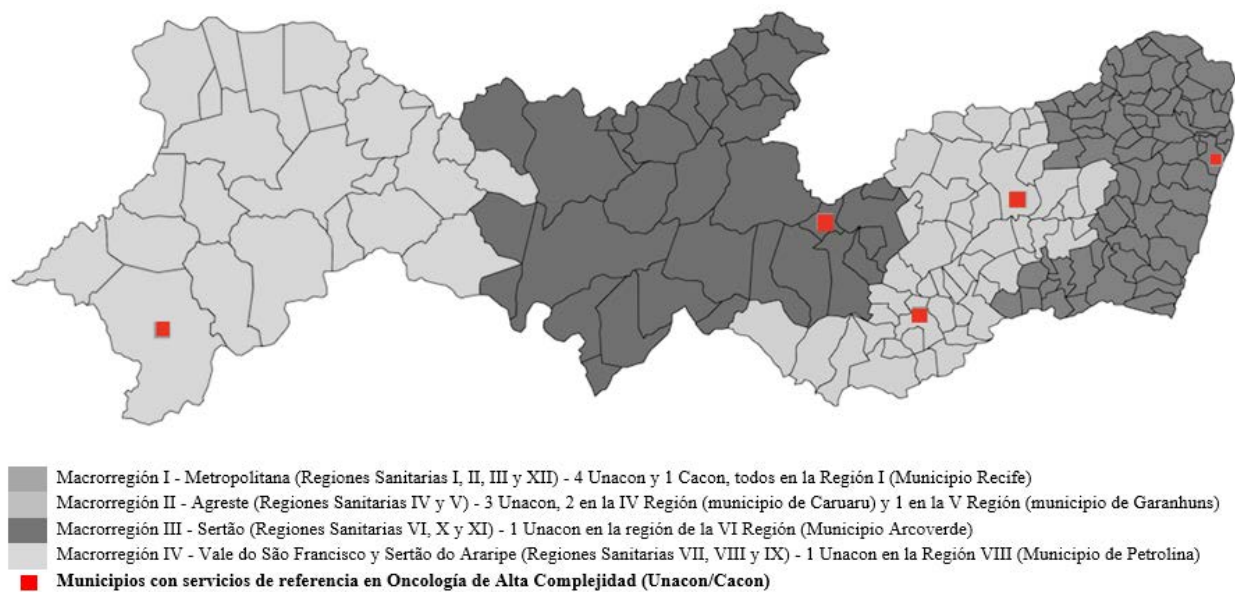 Macrorregión I - Metropolitana (Regiones Sanitarias I, II, III y XII) - 4 Unacon y 1 Cacon, todos en la Región I (Municipio Recife)
Macrorregión II - Agreste (Regiones Sanitarias IV y V) - 3 Unacon, 2 en la IV Región (municipio de Caruaru) y 1 en la V Región (municipio de Garanhuns)
Macrorregión III - Sertão (Regiones Sanitarias VI, X y XI) - 1 Unacon en la región de la VI Región (Municipio Arcoverde)
Macrorregión IV - Vale do São Francisco y Sertão do Araripe (Regiones Sanitarias VII, VIII y IX) - 1 Unacon en la Región VIII (Municipio de Petrolina)
Municipios con servicios de referencia en Oncología de Alta Complejidad (Unacon/Cacon)